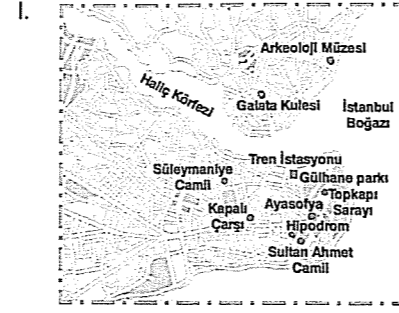 I.
Arkeoloji Müzesi
Haliç Körfezi
Galata Kulesi
İstanbul
Boğazı
Tren İstasyonu
Gülhane parkı
Süleymaniye
Camii
Topkapı
Sarayı
Ayasofya
Kapalı
Çarşı
Hipodrom
Sultan Ahmet
Camii